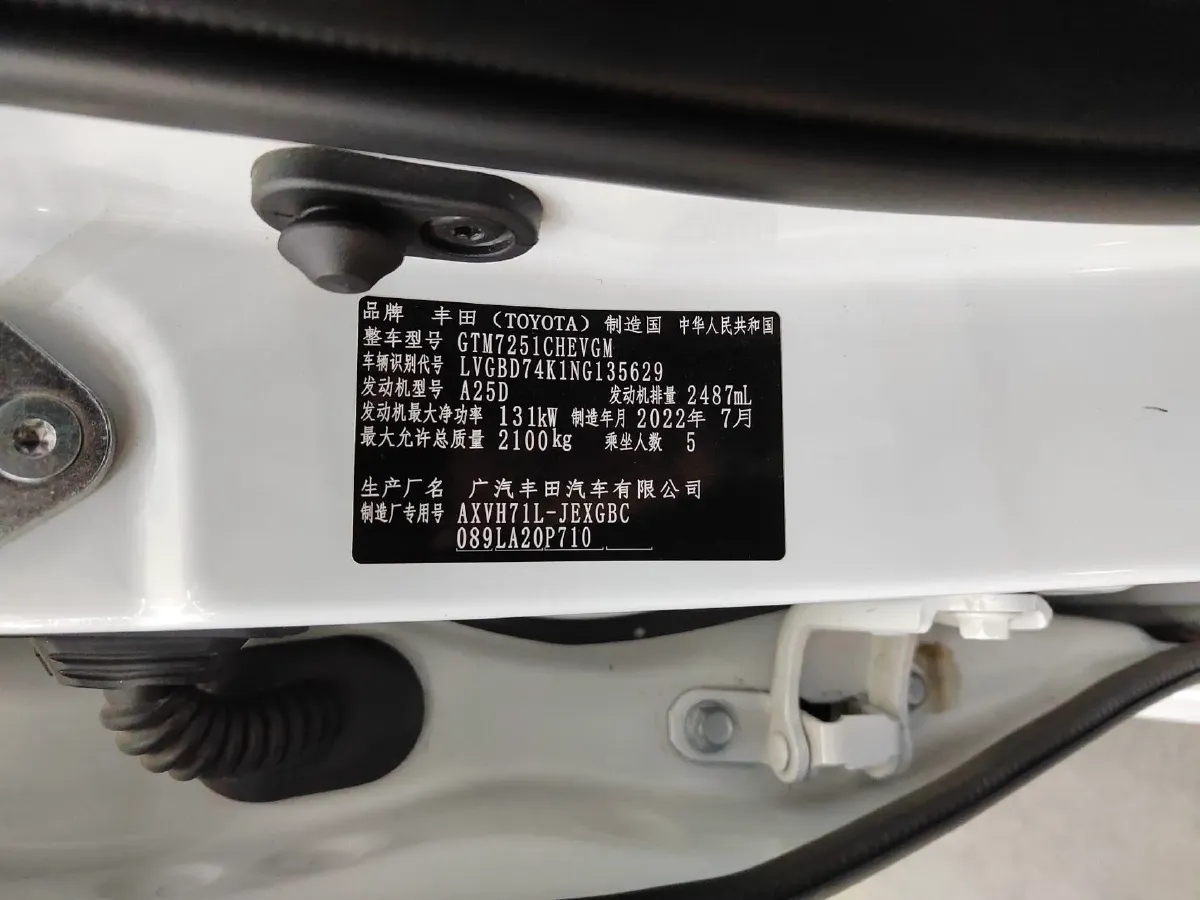 品牌 丰田（TOYOTA）制造国 中华人民共和国
整车型号 GTM7251CHEVGM
车辆识别代号 LVGBD74K1NG135629
发动机型号 A25D 发动机排量 2487mL
发动机最大净功率 131kW 制造年月 2022年 7月
最大允许总质量 2100kg 乘坐人数 5
生产厂名 广汽丰田汽车有限公司
制造厂专用号 AXVH71L-JEXGBC
089LA20P710